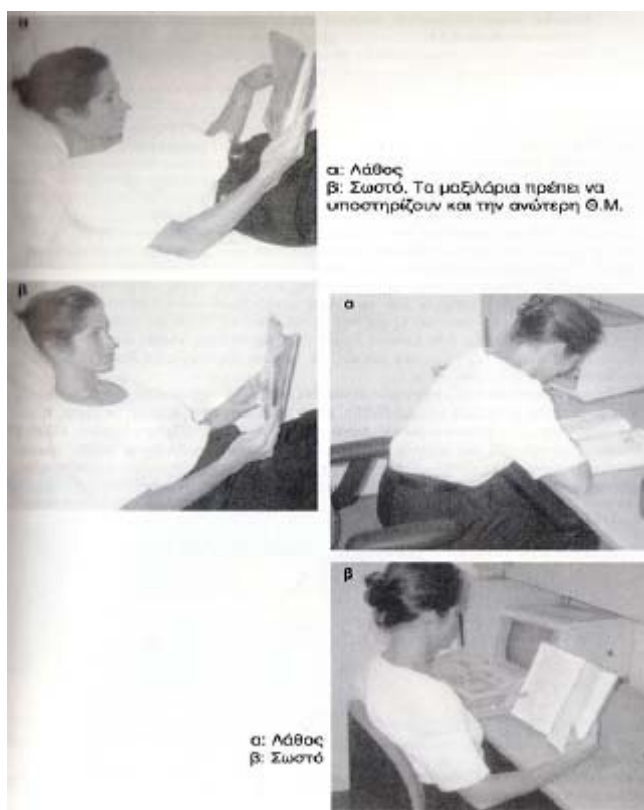 α
α: Λάθος
β: Σωστό. Τα μαξιλάρια πρέπει να
υποστηρίζουν και την ανώτερη Θ.Μ.
β
α
β
α: Λάθος
β: Σωστό